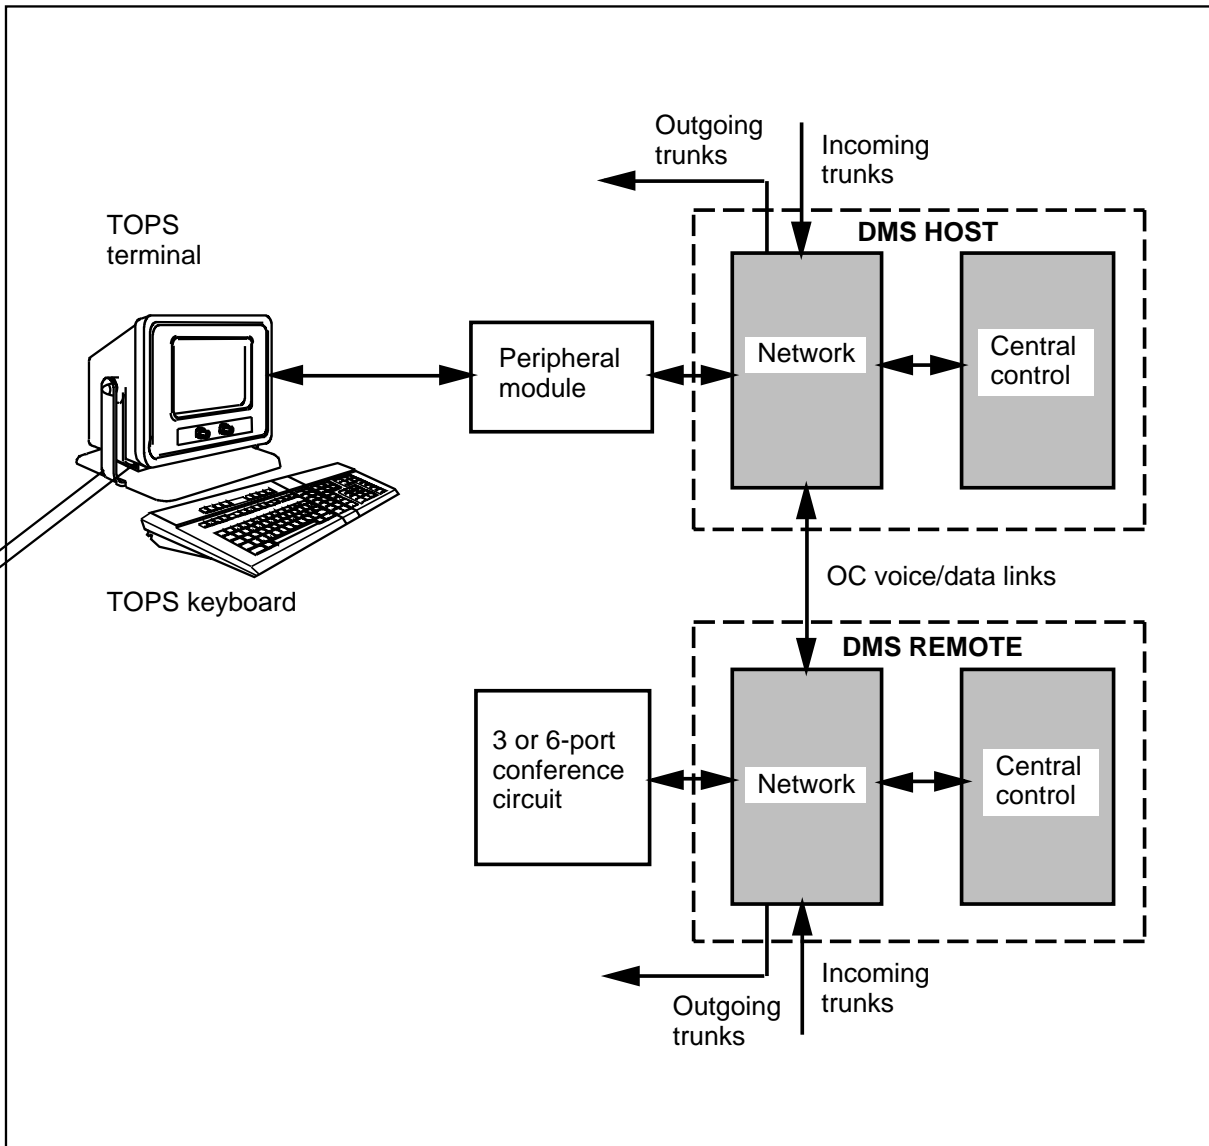 Outgoing
trunks
Incoming
trunks
TOPS
terminal
DMS HOST
Peripheral
module
Network
Central
control
OC voice/data links
TOPS keyboard
DMS REMOTE
3 or 6-port
conference
circuit
Network
Central
control
Outgoing
trunks
Incoming
trunks